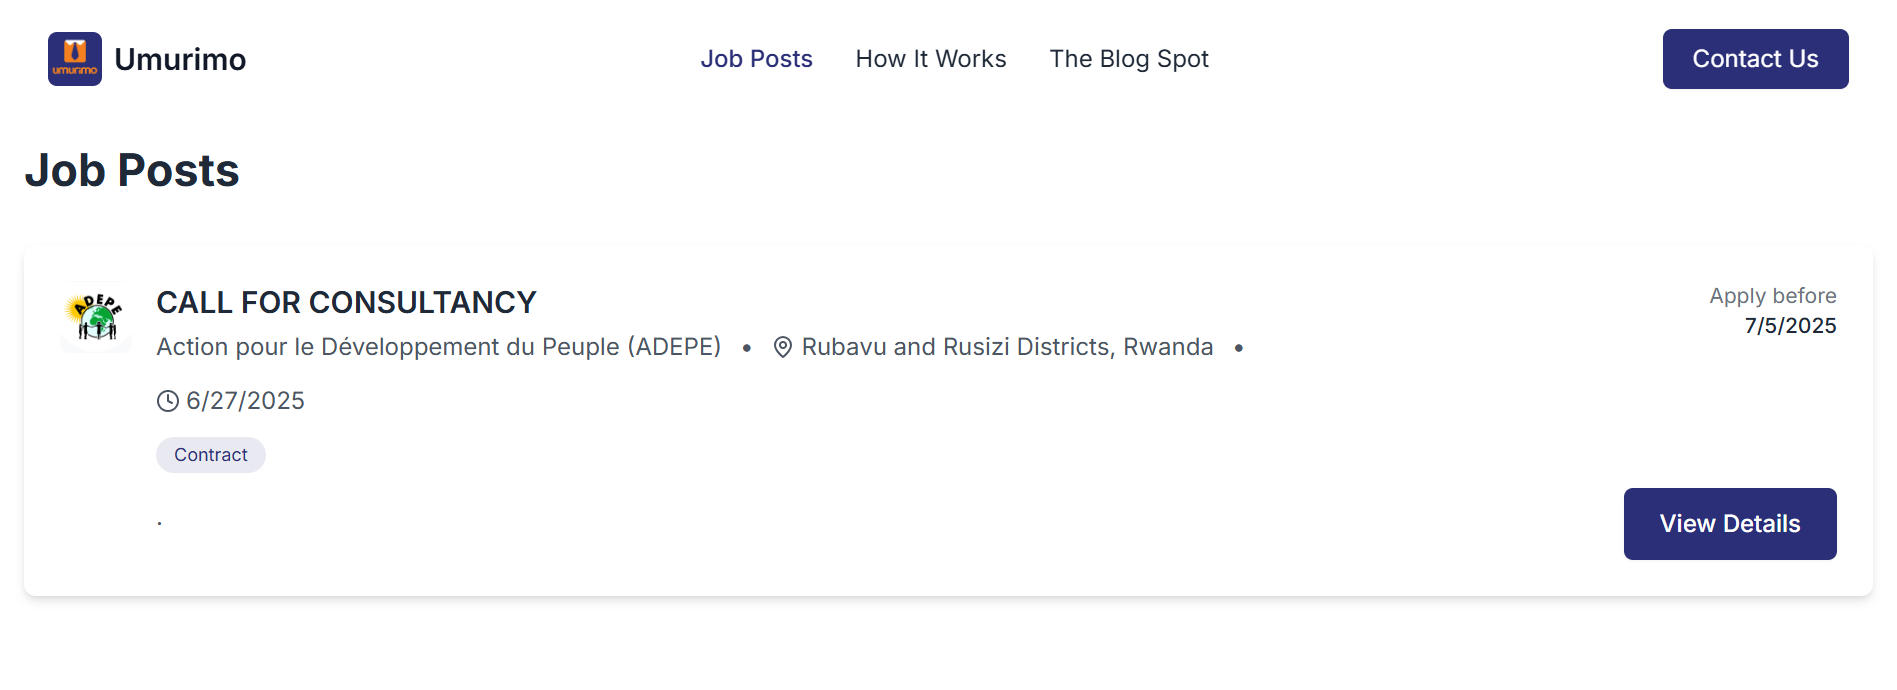 umurimo
Umurimo
Job Posts
How It Works
The Blog Spot
Contact Us
Job Posts
ADEPE
CALL FOR CONSULTANCY
Apply before
7/5/2025
Action pour le Développement du Peuple (ADEPE) • Rubavu and Rusizi Districts, Rwanda •
6/27/2025
Contract
.
View Details